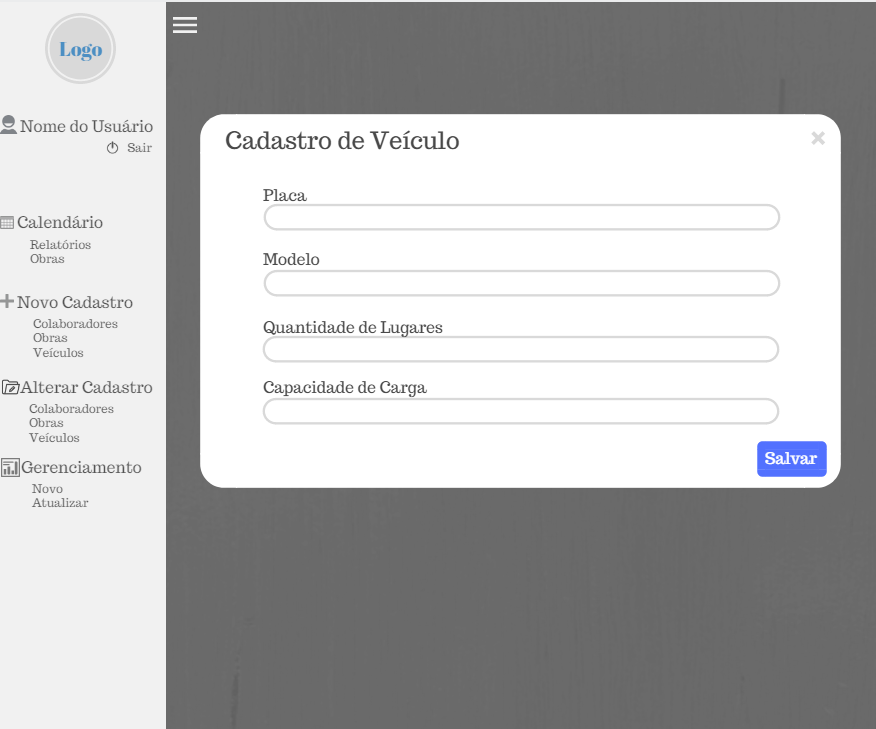 Logo
Nome do Usuário
Sair
Calendário
Relatórios
Obras
Novo Cadastro
Colaboradores
Obras
Veículos
Alterar Cadastro
Colaboradores
Obras
Veículos
Gerenciamento
Novo
Atualizar
Cadastro de Veículo
Placa
Modelo
Quantidade de Lugares
Capacidade de Carga
Salvar